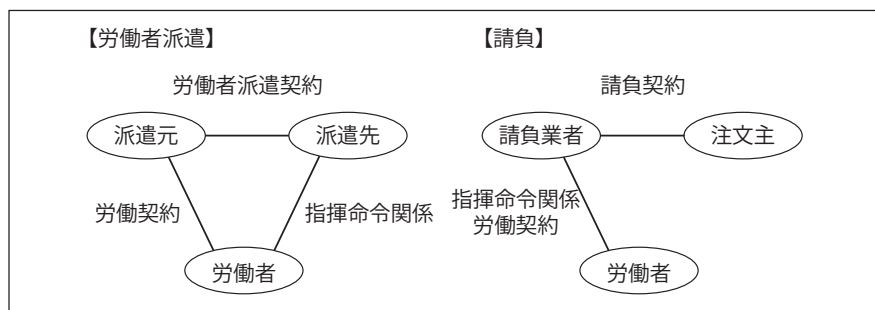 【労働者派遣】
労働者派遣契約
派遣元
派遣先
労働契約
指揮命令関係
労働者
【請負】
請負契約
請負業者
注文主
指揮命令関係
労働契約
労働者